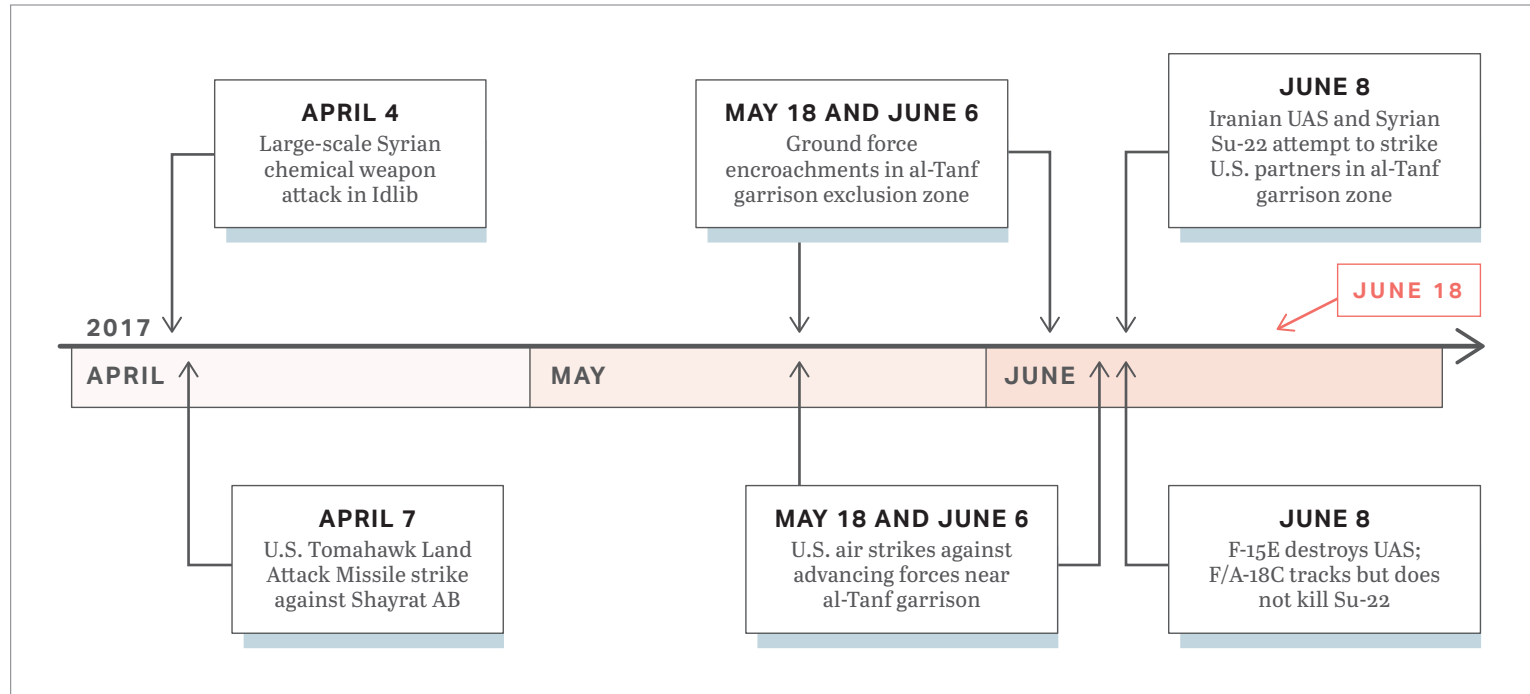 APRIL 4
Large-scale Syrian
chemical weapon
attack in Idlib
MAY 18 AND JUNE 6
Ground force
encroachments in al-Tanf
garrison exclusion zone
JUNE 8
Iranian UAS and Syrian
Su-22 attempt to strike
U.S. partners in al-Tanf
garrison zone
JUNE 18
2017
APRIL
MAY
JUNE
APRIL 7
U.S. Tomahawk Land
Attack Missile strike
against Shayrat AB
MAY 18 AND JUNE 6
U.S. air strikes against
advancing forces near
al-Tanf garrison
JUNE 8
F-15E destroys UAS;
F/A-18C tracks but does
not kill Su-22